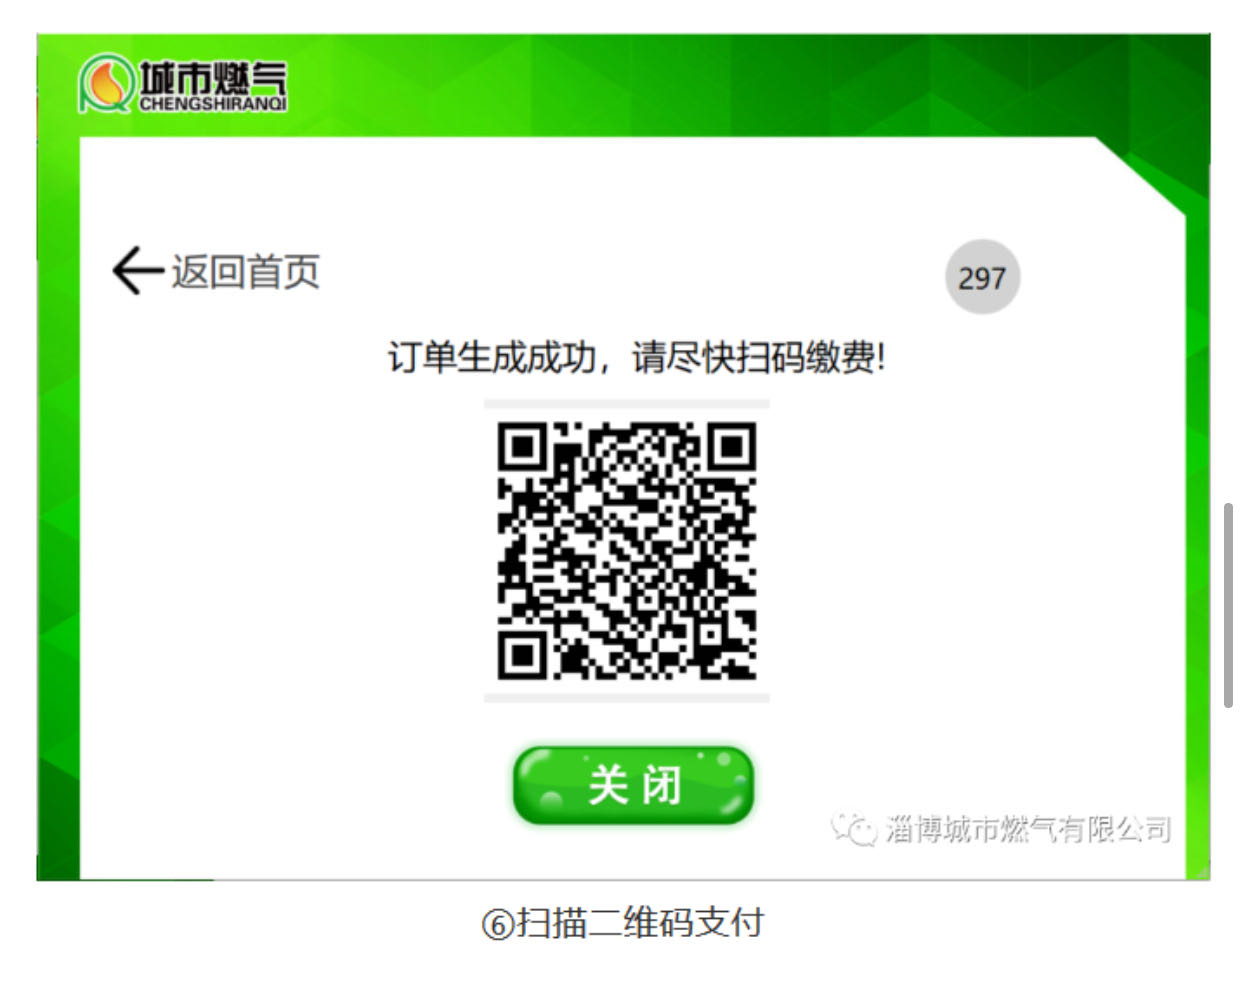 城市燃气
CHENGSHIRANQI
返回首页
297
订单生成成功，请尽快扫码缴费!
关闭
淄博城市燃气有限公司
⑥扫描二维码支付